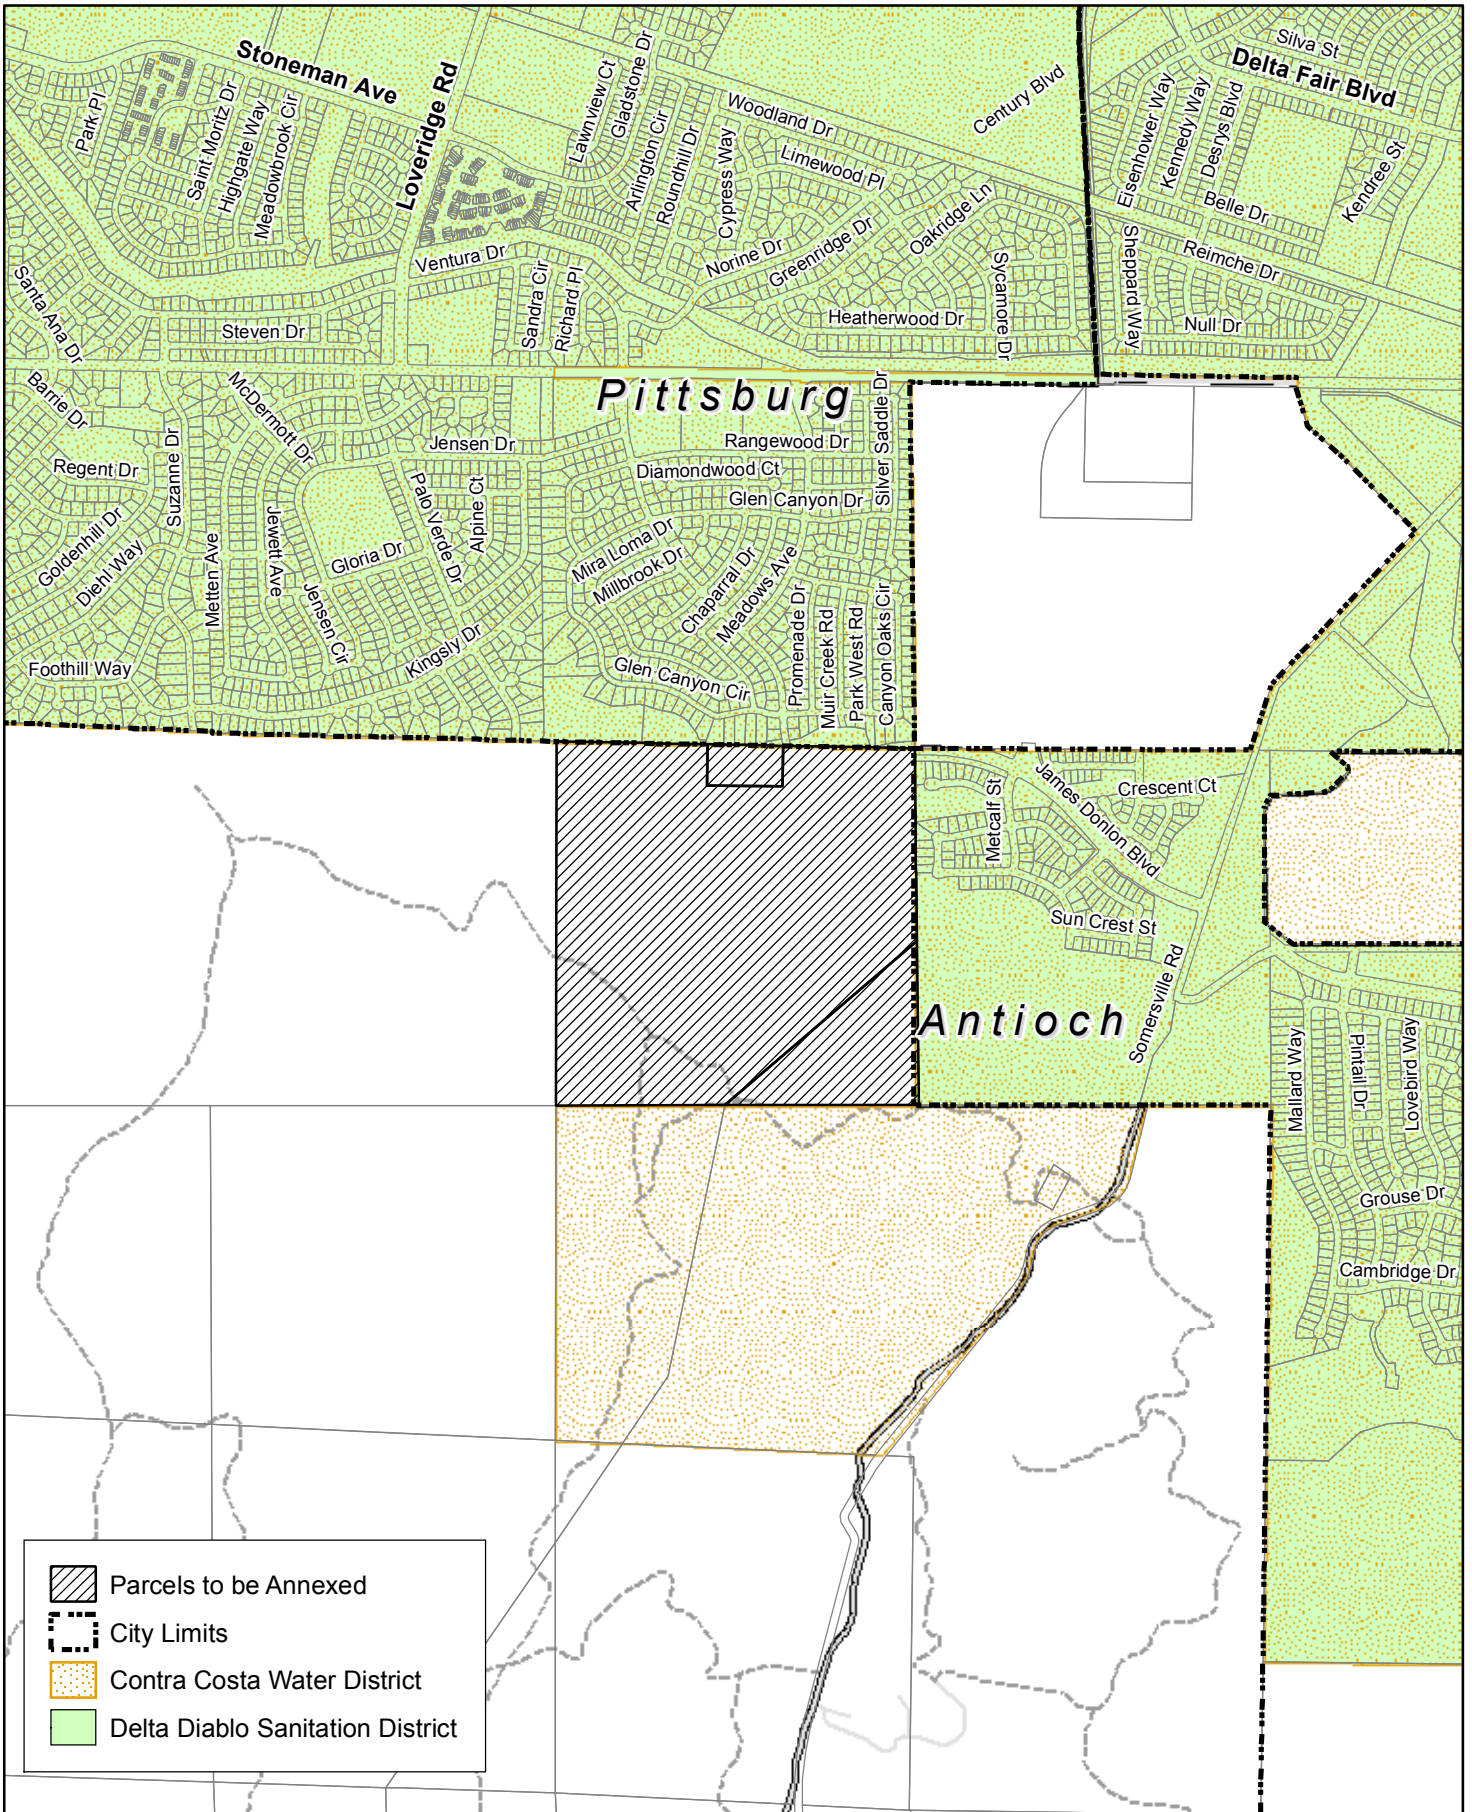 Stoneman Ave
Loveridge Rd
Park Pl
Saint Moritz Dr
Highgate Way
Meadowbrook Cir
Lawnview Ct
Gladstone Dr
Arlington Cir
Roundhill Dr
Cypress Way
Woodland Dr
Limewood Pl
Century Blvd
Silva St
Delta Fair Blvd
Eisenhower Way
Kennedy Way
Desrys Blvd
Kendree St
Belle Dr
Ventura Dr
Norine Dr
Greenridge Dr
Oakridge Ln
Sycamore Dr
Sheppard Way
Reimche Dr
Santa Ana Dr
Steven Dr
Sandra Cir
Richard Pl
Heatherwood Dr
Null Dr
Pittsburg
Barrie Dr
McDermott Dr
Silver Saddle Dr
Regent Dr
Suzanne Dr
Jensen Dr
Rangewood Dr
Diamondwood Ct
Glen Canyon Dr
Goldenhill Dr
Diehl Way
Metten Ave
Jewett Ave
Gloria Dr
Palo Verde Dr
Alpine Ct
Mira Loma Dr
Millbrook Dr
Chaparral Dr
Meadows Ave
Jensen Cir
Kingsly Dr
Foothill Way
Glen Canyon Cir
Promenade Dr
Muir Creek Rd
Park West Rd
Canyon Oaks Cir
Metcalf St
James Donlon Blvd
Crescent Ct
Sun Crest St
Somersville Rd
Antioch
Mallard Way
Pintail Dr
Lovebird Way
Grouse Dr
Cambridge Dr
Parcels to be Annexed
City Limits
Contra Costa Water District
Delta Diablo Sanitation District